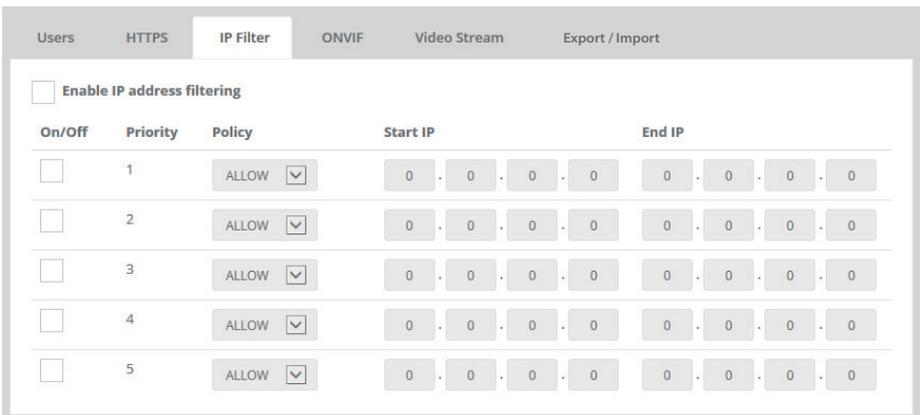 Users HTTPS IP Filter ONVIF Video Stream Export / Import
Enable IP address filtering
On/Off Priority Policy Start IP End IP
1 ALLOW 0 . 0 . 0 . 0 0 . 0 . 0 . 0
2 ALLOW 0 . 0 . 0 . 0 0 . 0 . 0 . 0
3 ALLOW 0 . 0 . 0 . 0 0 . 0 . 0 . 0
4 ALLOW 0 . 0 . 0 . 0 0 . 0 . 0 . 0
5 ALLOW 0 . 0 . 0 . 0 0 . 0 . 0 . 0